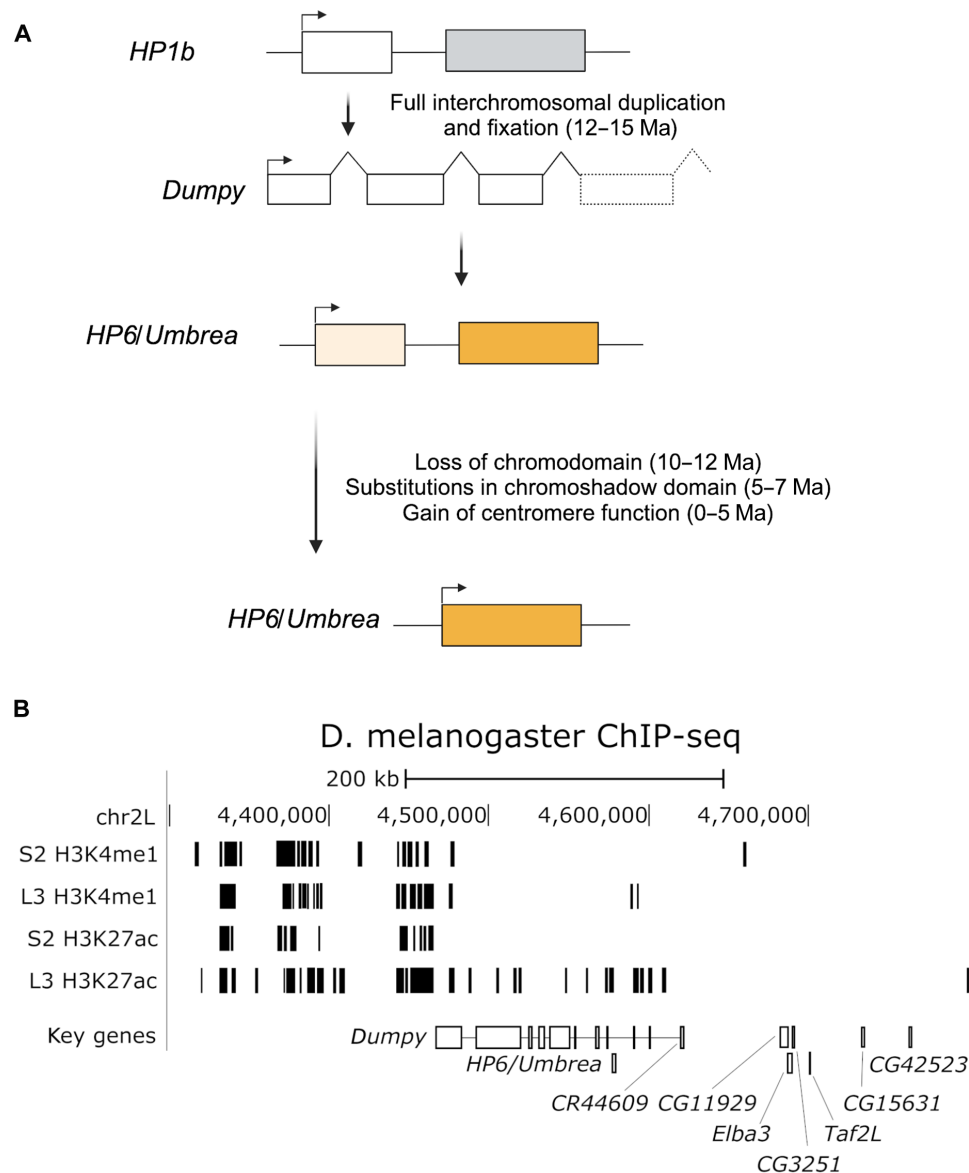 A
HP1b
Full interchromosomal duplication
and fixation (12–15 Ma)
Dumpy
HP6/Umbrea
Loss of chromodomain (10–12 Ma)
Substitutions in chromoshadow domain (5–7 Ma)
Gain of centromere function (0–5 Ma)
HP6/Umbrea
B
D. melanogaster ChIP-seq
200 kb
chr2L 4,400,000 4,500,000 4,600,000 4,700,000
S2 H3K4me1
L3 H3K4me1
S2 H3K27ac
L3 H3K27ac
Key genes Dumpy
HP6/Umbrea CG42523
CR44609 CG11929 CG15631
Elba3 Taf2L
CG3251